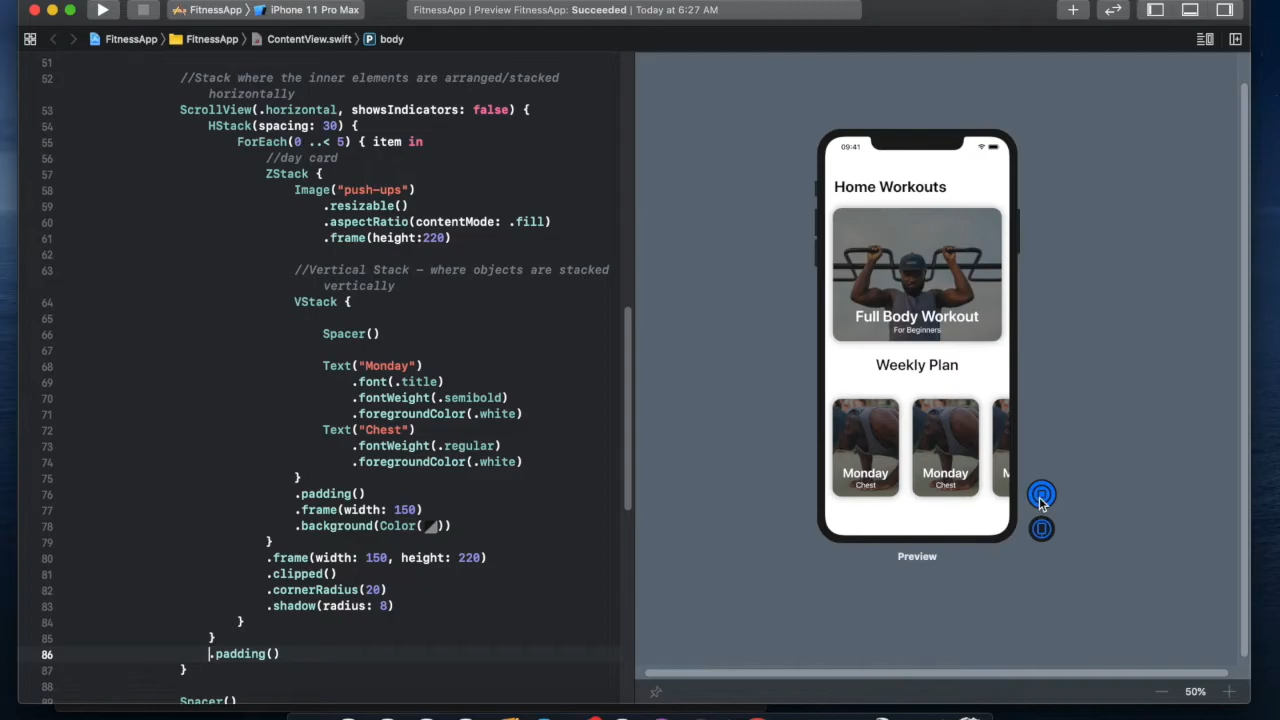 FitnessApp > iPhone 11 Pro Max
FitnessApp | Preview FitnessApp: Succeeded | Today at 6:27 AM
FitnessApp > FitnessApp > ContentView.swift > P body
51
52 //Stack where the inner elements are arranged/stacked
horizontally
53 ScrollView(.horizontal, showsIndicators: false) {
54 HStack(spacing: 30) {
55 ForEach(0 ..< 5) { item in
56 //day card
57 ZStack {
58 Image("push-ups")
59 .resizable()
60 .aspectRatio(contentMode: .fill)
61 .frame(height:220)
62
63 //Vertical Stack – where objects are stacked
vertically
64 VStack {
65
66 Spacer()
67
68 Text("Monday")
69 .font(.title)
70 .fontWeight(.semibold)
71 .foregroundColor(.white)
72 Text("Chest")
73 .fontWeight(.regular)
74 .foregroundColor(.white)
75 }
76 .padding()
77 .frame(width: 150)
78 .background(Color( ))
79 }
80 .frame(width: 150, height: 220)
81 .clipped()
82 .cornerRadius(20)
83 .shadow(radius: 8)
84 }
85 }
86 .padding()
87 }
88
89 Spacer()
09:41
Home Workouts
Full Body Workout
For Beginners
Weekly Plan
Monday
Chest
Monday
Chest
M
Preview
50%